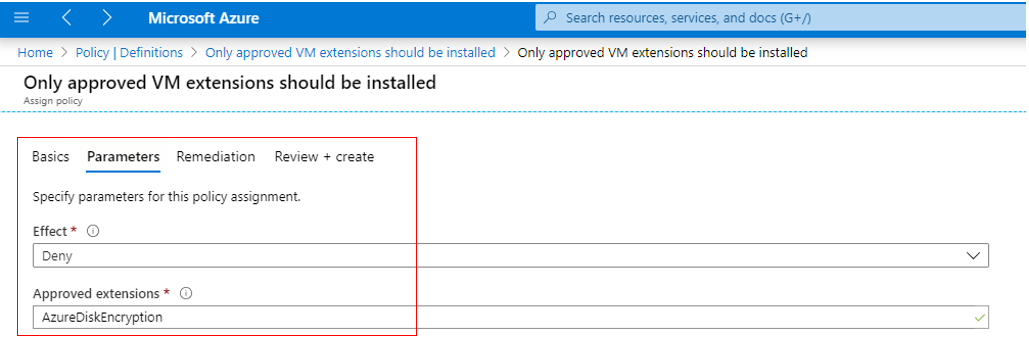 Microsoft Azure
Search resources, services, and docs (G+/)
Home > Policy | Definitions > Only approved VM extensions should be installed > Only approved VM extensions should be installed
Only approved VM extensions should be installed
Assign policy
Basics Parameters Remediation Review + create
Specify parameters for this policy assignment.
Effect *
Deny
Approved extensions *
AzureDiskEncryption